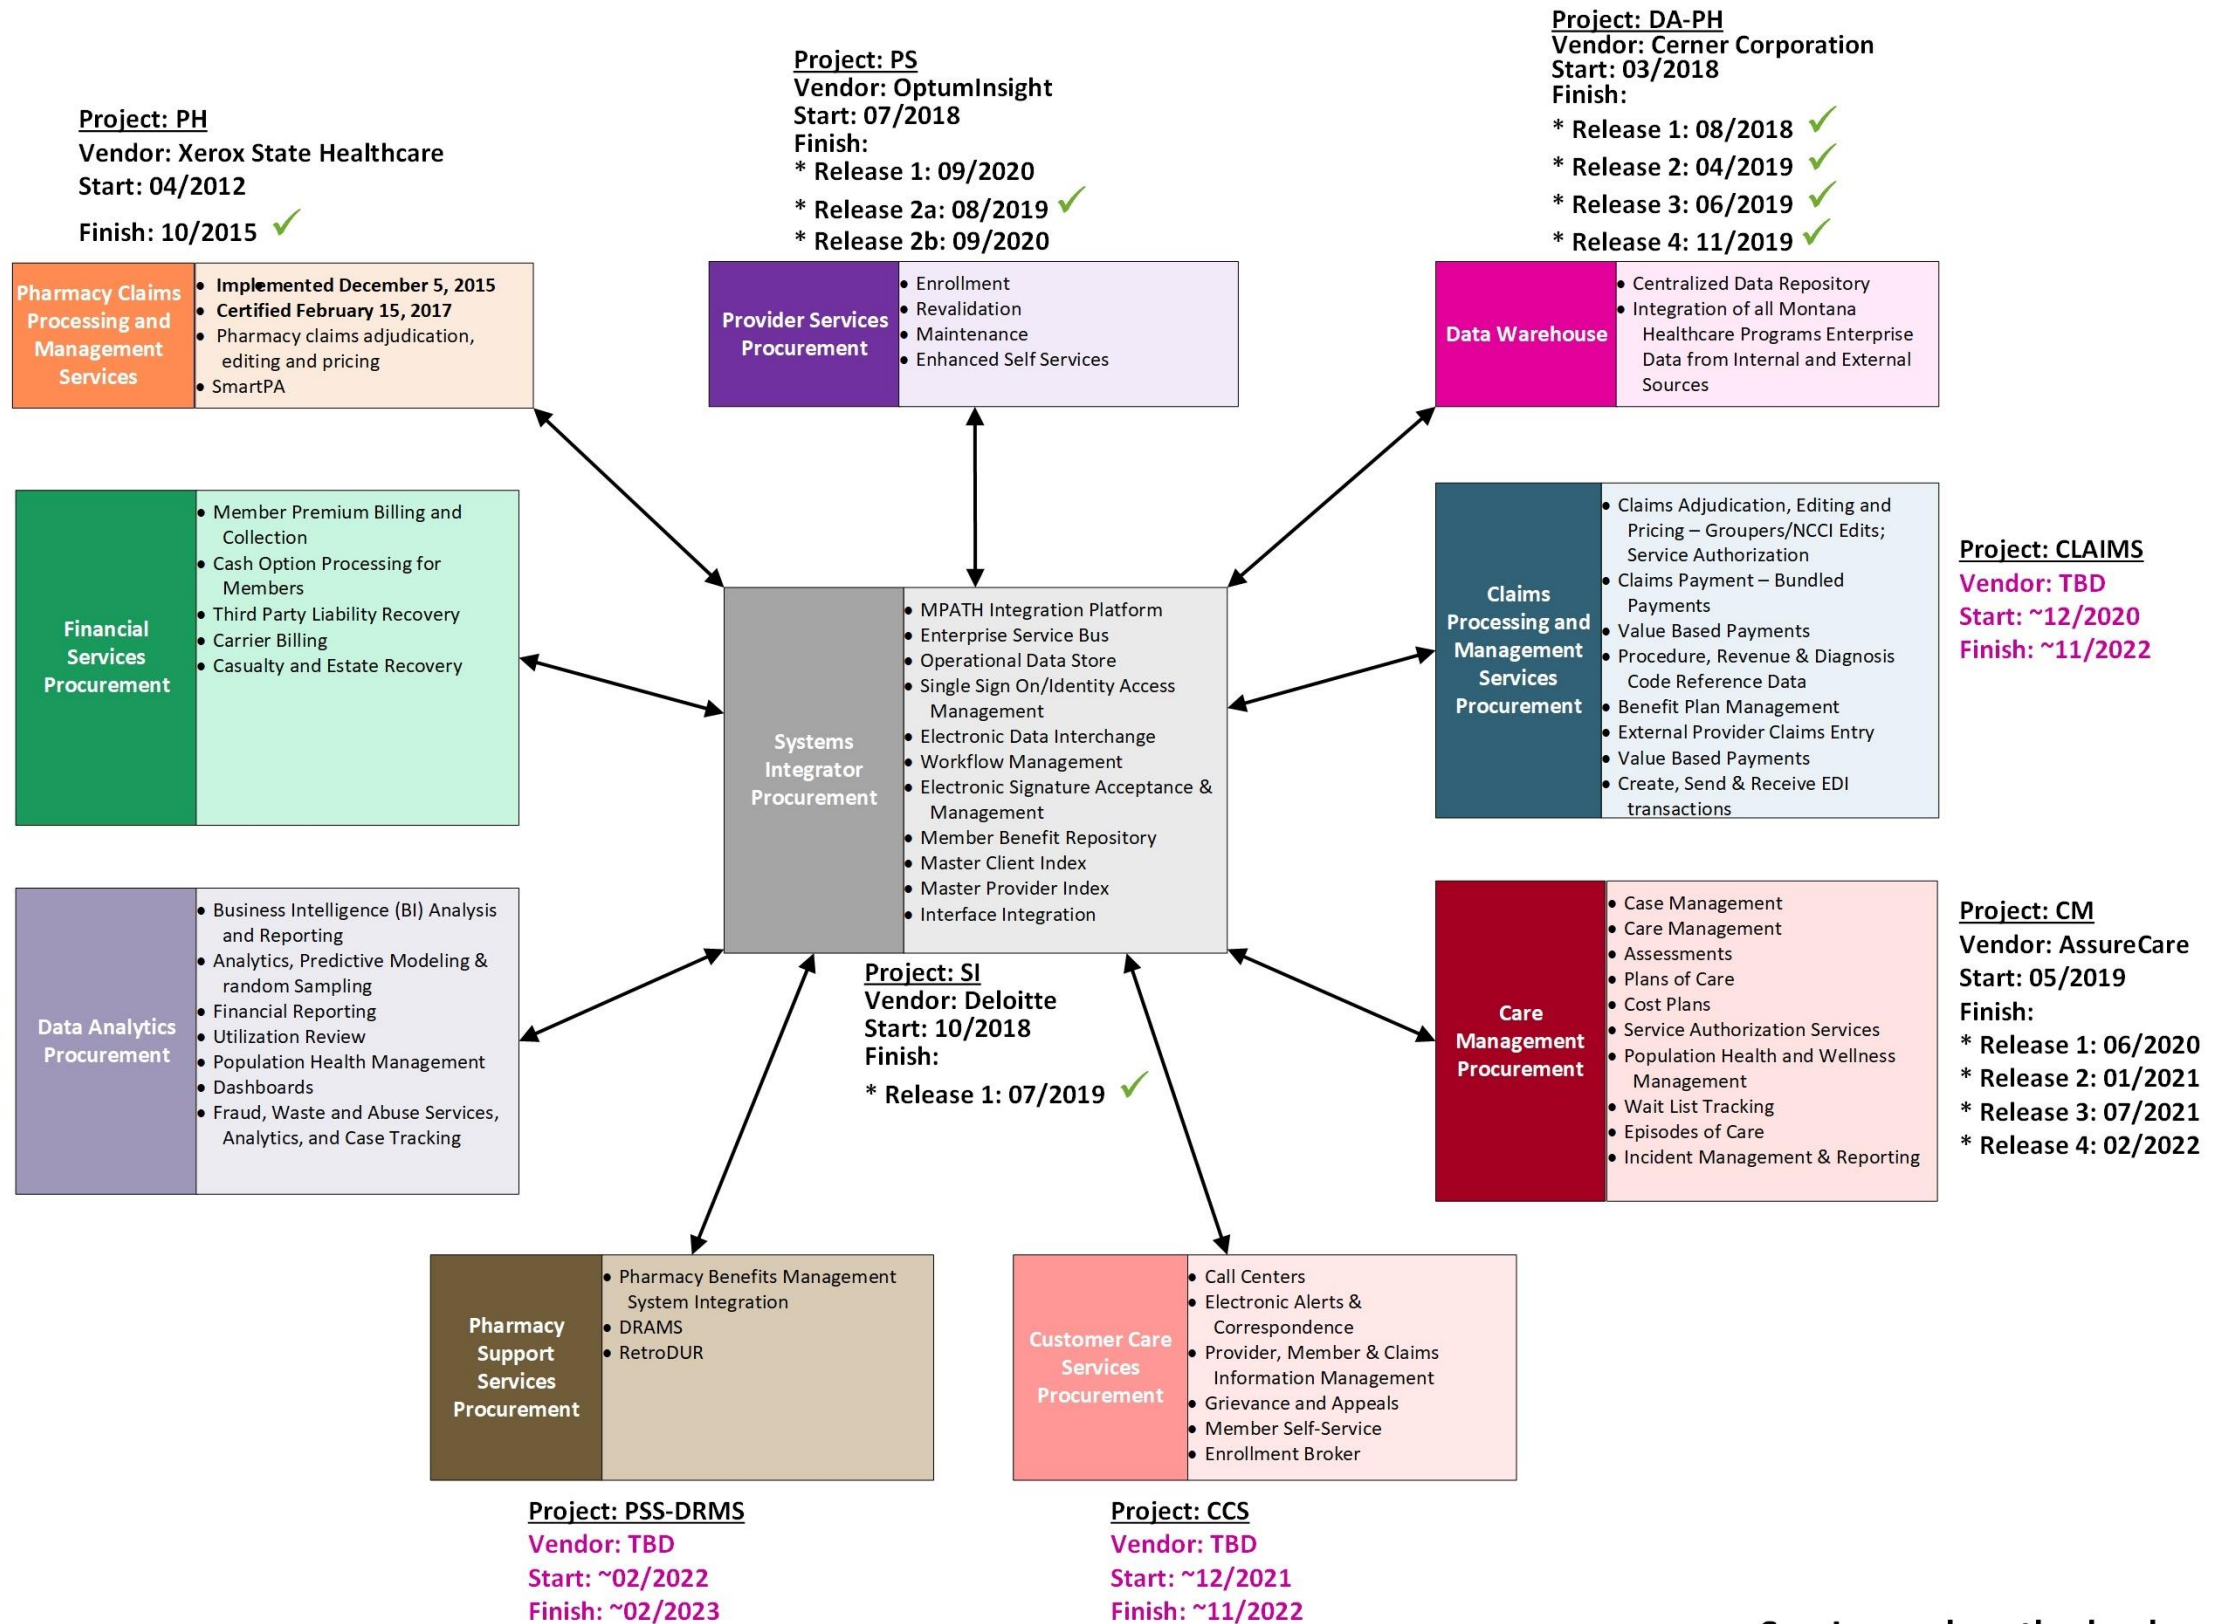 Project: PH
Vendor: Xerox State Healthcare
Start: 04/2012
Finish: 10/2015 ✓
Pharmacy Claims
Processing and
Management
Services
• Implemented December 5, 2015
• Certified February 15, 2017
• Pharmacy claims adjudication,
editing and pricing
• SmartPA
Project: PS
Vendor: OptumInsight
Start: 07/2018
Finish:
* Release 1: 09/2020
* Release 2a: 08/2019 ✓
* Release 2b: 09/2020
Provider Services
Procurement
• Enrollment
• Revalidation
• Maintenance
• Enhanced Self Services
Project: DA-PH
Vendor: Cerner Corporation
Start: 03/2018
Finish:
* Release 1: 08/2018 ✓
* Release 2: 04/2019 ✓
* Release 3: 06/2019 ✓
* Release 4: 11/2019 ✓
Data Warehouse
• Centralized Data Repository
• Integration of all Montana
Healthcare Programs Enterprise
Data from Internal and External
Sources
Financial
Services
Procurement
• Member Premium Billing and
Collection
• Cash Option Processing for
Members
• Third Party Liability Recovery
• Carrier Billing
• Casualty and Estate Recovery
Systems
Integrator
Procurement
• MPATH Integration Platform
• Enterprise Service Bus
• Operational Data Store
• Single Sign On/Identity Access
Management
• Electronic Data Interchange
• Workflow Management
• Electronic Signature Acceptance &
Management
• Member Benefit Repository
• Master Client Index
• Master Provider Index
• Interface Integration
Project: SI
Vendor: Deloitte
Start: 10/2018
Finish:
* Release 1: 07/2019 ✓
Claims
Processing and
Management
Services
Procurement
• Claims Adjudication, Editing and
Pricing – Groupers/NCCI Edits;
Service Authorization
• Claims Payment – Bundled
Payments
• Value Based Payments
• Procedure, Revenue & Diagnosis
Code Reference Data
• Benefit Plan Management
• External Provider Claims Entry
• Value Based Payments
• Create, Send & Receive EDI
transactions
Project: CLAIMS
Vendor: TBD
Start: ~12/2020
Finish: ~11/2022
Data Analytics
Procurement
• Business Intelligence (BI) Analysis
and Reporting
• Analytics, Predictive Modeling &
random Sampling
• Financial Reporting
• Utilization Review
• Population Health Management
• Dashboards
• Fraud, Waste and Abuse Services,
Analytics, and Case Tracking
Care
Management
Procurement
• Case Management
• Care Management
• Assessments
• Plans of Care
• Cost Plans
• Service Authorization Services
• Population Health and Wellness
Management
• Wait List Tracking
• Episodes of Care
• Incident Management & Reporting
Project: CM
Vendor: AssureCare
Start: 05/2019
Finish:
* Release 1: 06/2020
* Release 2: 01/2021
* Release 3: 07/2021
* Release 4: 02/2022
Pharmacy
Support
Services
Procurement
• Pharmacy Benefits Management
System Integration
• DRAMS
• RetroDUR
Project: PSS-DRMS
Vendor: TBD
Start: ~02/2022
Finish: ~02/2023
Customer Care
Services
Procurement
• Call Centers
• Electronic Alerts &
Correspondence
• Provider, Member & Claims
Information Management
• Grievance and Appeals
• Member Self-Service
• Enrollment Broker
Project: CCS
Vendor: TBD
Start: ~12/2021
Finish: ~11/2022